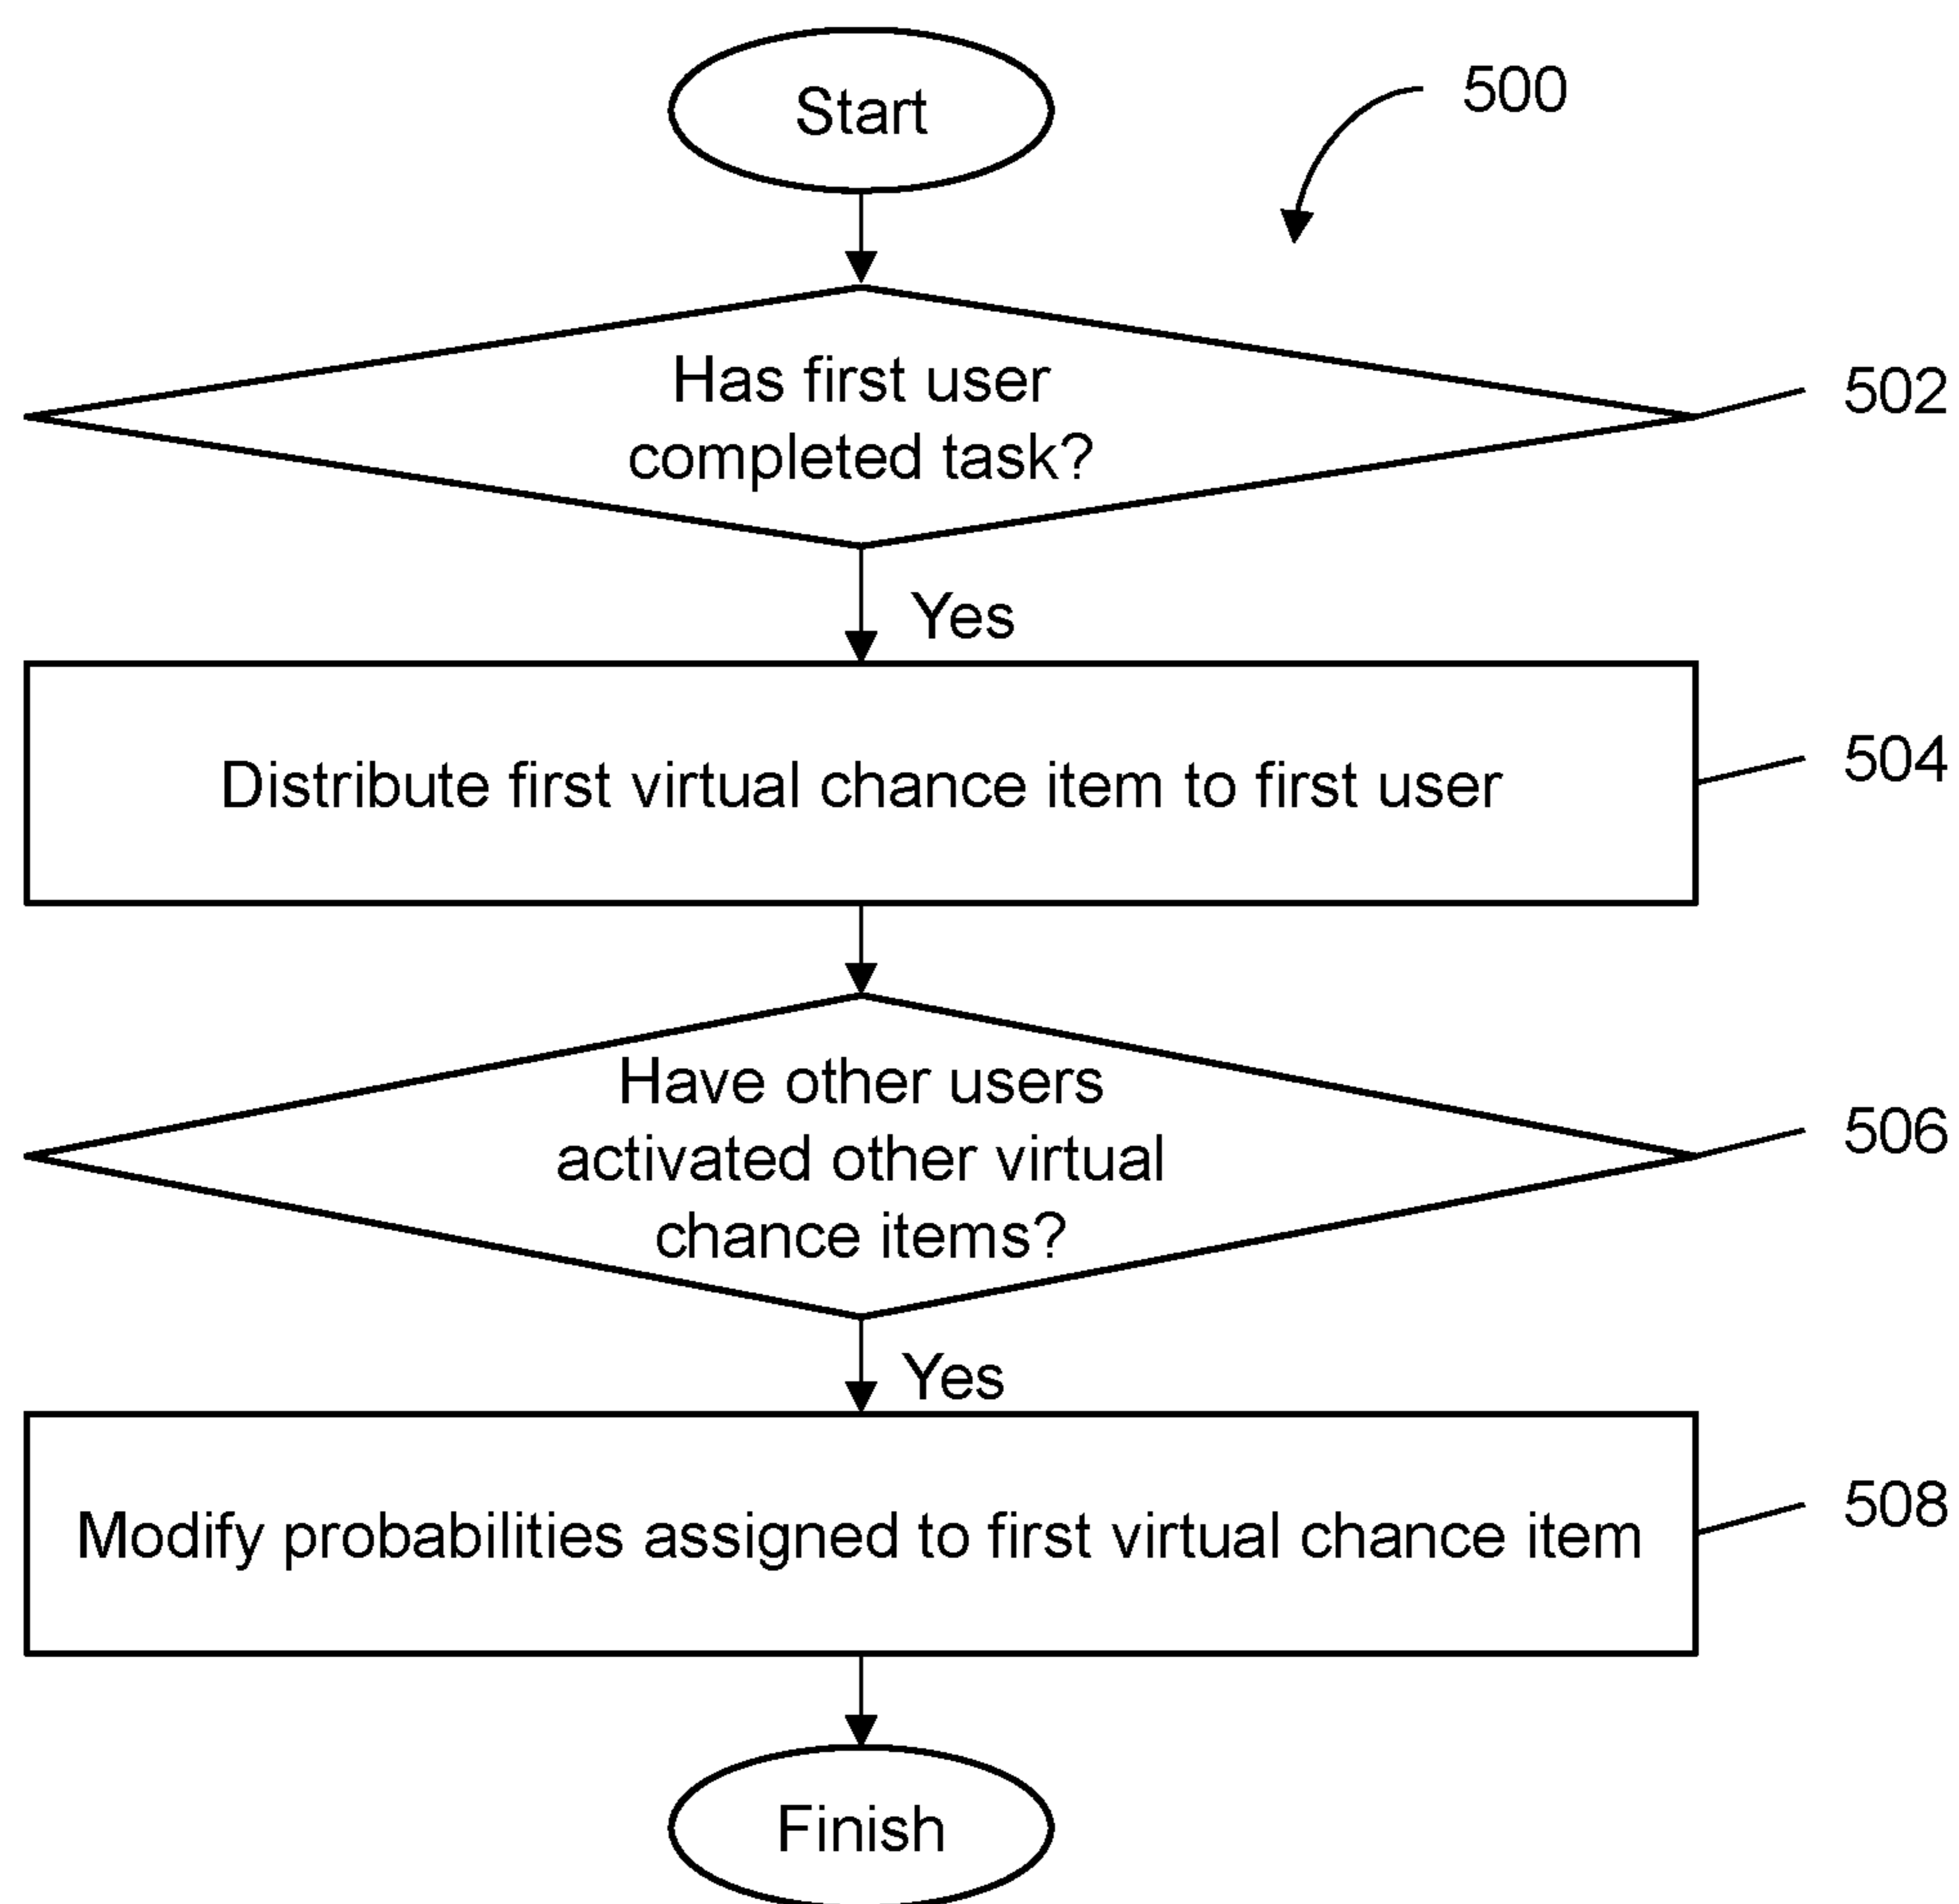 Start
500
Has first user
completed task?
502
Yes
Distribute first virtual chance item to first user
504
Have other users
activated other virtual
chance items?
506
Yes
Modify probabilities assigned to first virtual chance item
508
Finish